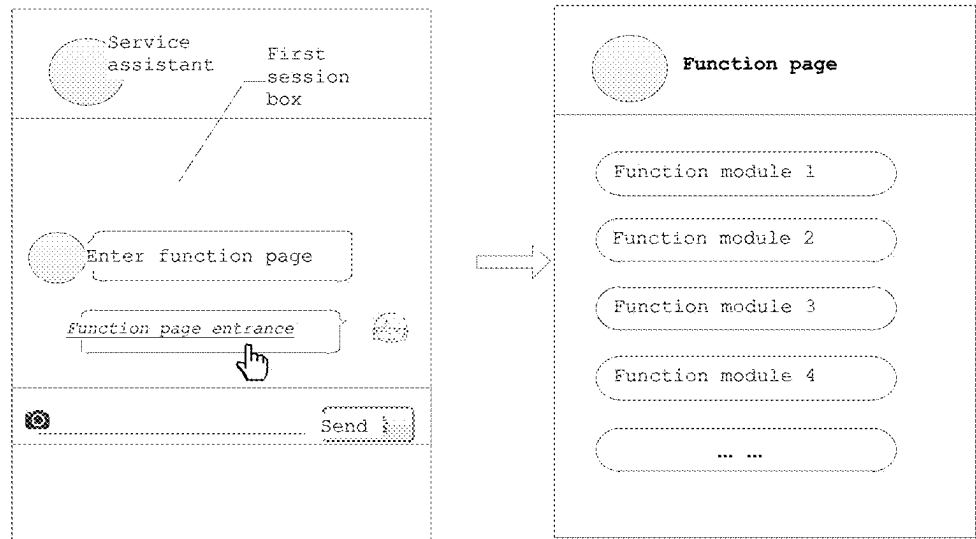 Service
assistant
First
session
box
Enter function page
Function page entrance
Send
Function page
Function module 1
Function module 2
Function module 3
Function module 4
... ...